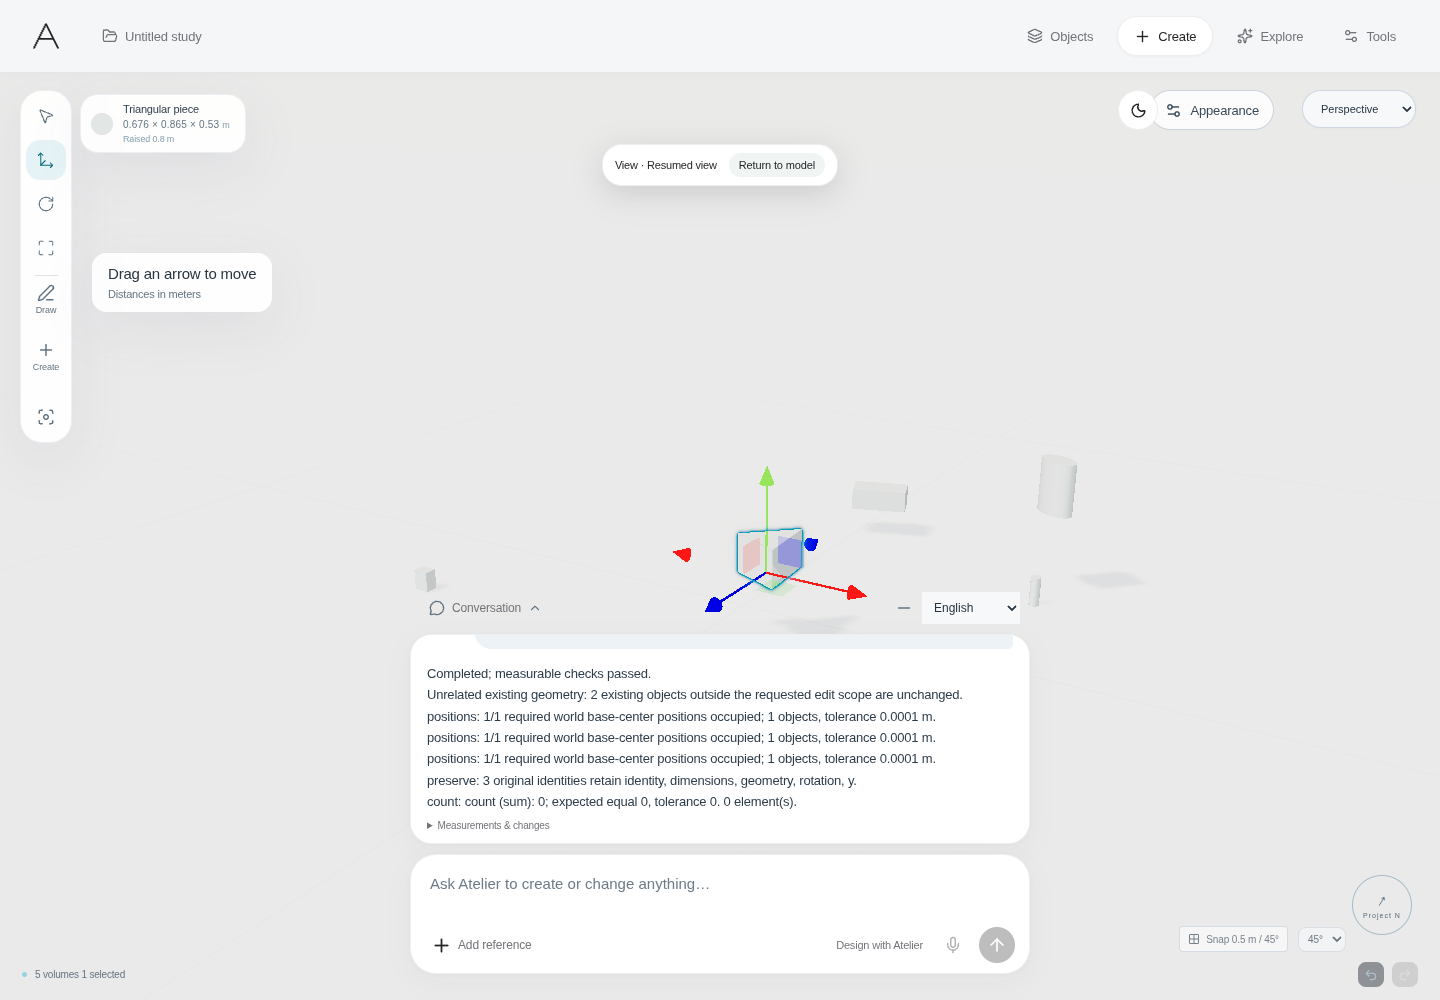 Untitled study
Objects
Create
Explore
Tools
Triangular piece
0.676 × 0.865 × 0.53 m
Raised 0.8 m
Appearance
Perspective
View · Resumed view
Return to model
Drag an arrow to move
Distances in meters
Draw
Create
Conversation
English
Completed; measurable checks passed.
Unrelated existing geometry: 2 existing objects outside the requested edit scope are unchanged.
positions: 1/1 required world base-center positions occupied; 1 objects, tolerance 0.0001 m.
positions: 1/1 required world base-center positions occupied; 1 objects, tolerance 0.0001 m.
positions: 1/1 required world base-center positions occupied; 1 objects, tolerance 0.0001 m.
preserve: 3 original identities retain identity, dimensions, geometry, rotation, y.
count: count (sum): 0; expected equal 0, tolerance 0. 0 element(s).
Measurements & changes
Ask Atelier to create or change anything…
Add reference
Design with Atelier
Project N
Snap 0.5 m / 45°
45°
5 volumes 1 selected